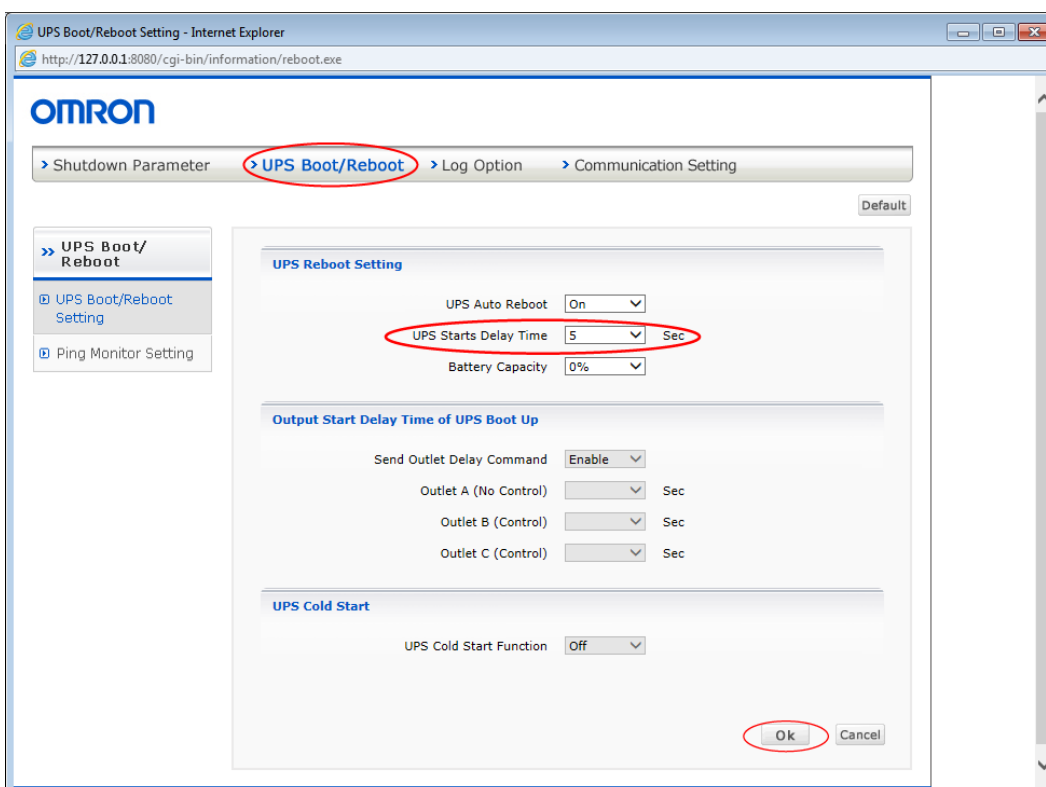 UPS Boot/Reboot Setting - Internet Explorer
http://127.0.0.1:8080/cgi-bin/information/reboot.exe
OMRON
Shutdown Parameter UPS Boot/Reboot Log Option Communication Setting
Default
UPS Boot/
Reboot
UPS Boot/Reboot
Setting
Ping Monitor Setting
UPS Reboot Setting
UPS Auto Reboot On
UPS Starts Delay Time 5 Sec
Battery Capacity 0%
Output Start Delay Time of UPS Boot Up
Send Outlet Delay Command Enable
Outlet A (No Control) Sec
Outlet B (Control) Sec
Outlet C (Control) Sec
UPS Cold Start
UPS Cold Start Function Off
Ok Cancel